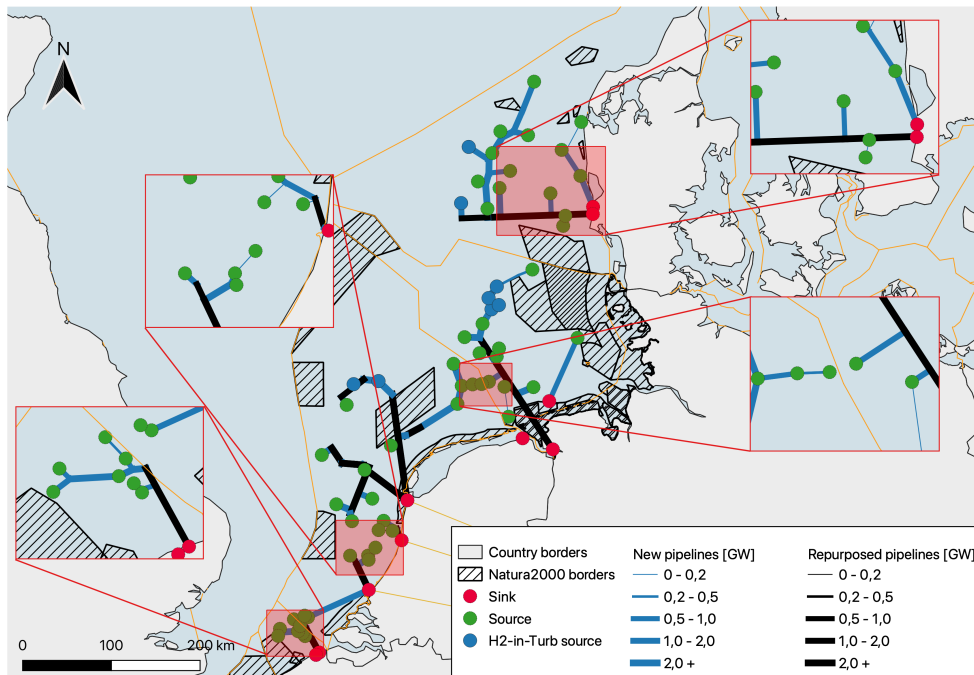 N
0
100
200 km
Country borders
Natura2000 borders
Sink
Source
H2-in-Turb source
New pipelines [GW]
0 - 0,2
0,2 - 0,5
0,5 - 1,0
1,0 - 2,0
2,0 +
Repurposed pipelines [GW]
0 - 0,2
0,2 - 0,5
0,5 - 1,0
1,0 - 2,0
2,0 +